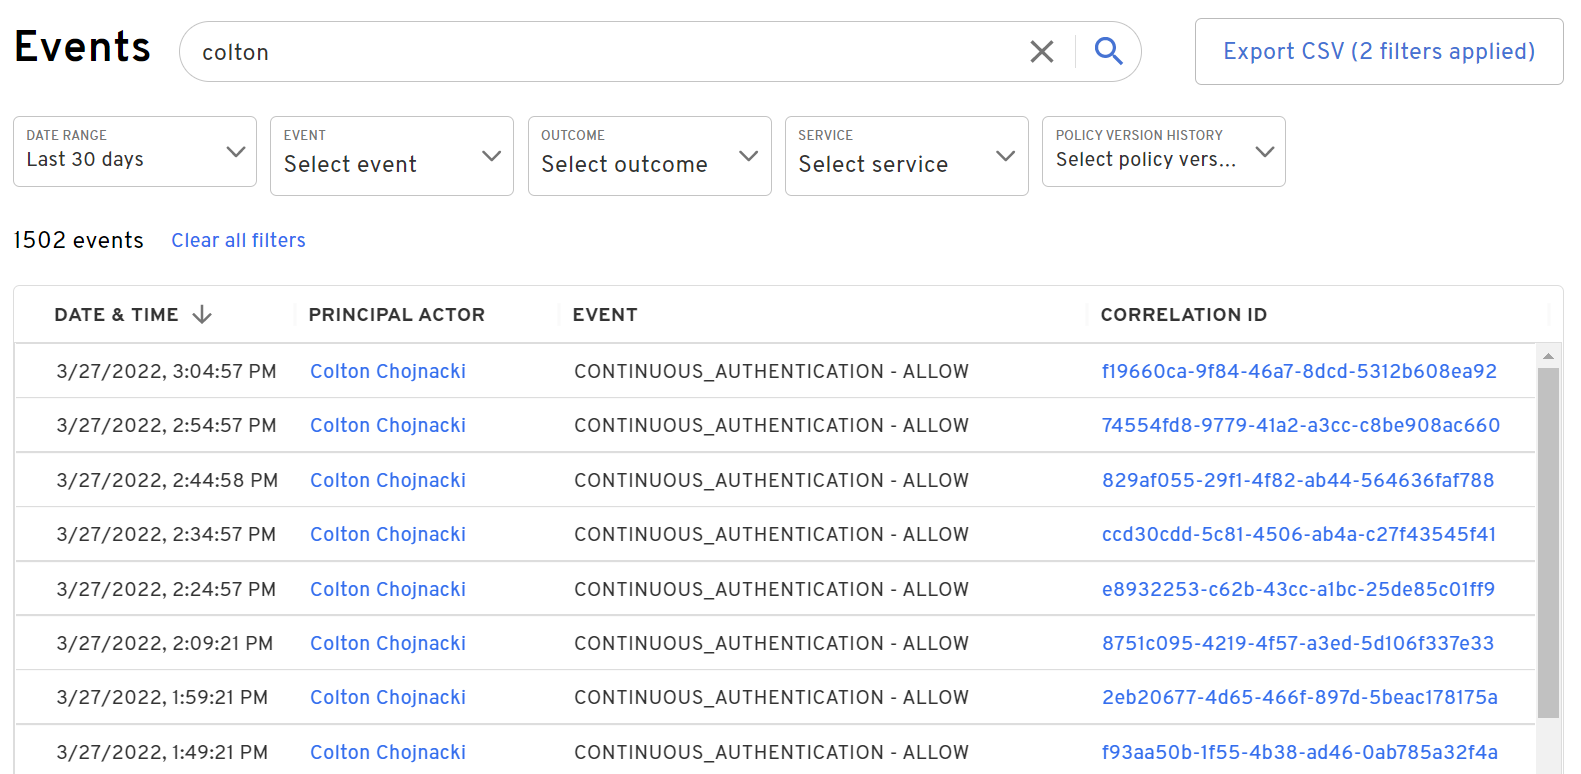 Events
colton
Export CSV (2 filters applied)
DATE RANGE
Last 30 days
EVENT
Select event
OUTCOME
Select outcome
SERVICE
Select service
POLICY VERSION HISTORY
Select policy vers...
1502 events Clear all filters
DATE & TIME PRINCIPAL ACTOR EVENT CORRELATION ID
3/27/2022, 3:04:57 PM Colton Chojnacki CONTINUOUS_AUTHENTICATION - ALLOW f19660ca-9f84-46a7-8dcd-5312b608ea92
3/27/2022, 2:54:57 PM Colton Chojnacki CONTINUOUS_AUTHENTICATION - ALLOW 74554fd8-9779-41a2-a3cc-c8be908ac660
3/27/2022, 2:44:58 PM Colton Chojnacki CONTINUOUS_AUTHENTICATION - ALLOW 829af055-29f1-4f82-ab44-564636faf788
3/27/2022, 2:34:57 PM Colton Chojnacki CONTINUOUS_AUTHENTICATION - ALLOW ccd30cdd-5c81-4506-ab4a-c27f43545f41
3/27/2022, 2:24:57 PM Colton Chojnacki CONTINUOUS_AUTHENTICATION - ALLOW e8932253-c62b-43cc-a1bc-25de85c01ff9
3/27/2022, 2:09:21 PM Colton Chojnacki CONTINUOUS_AUTHENTICATION - ALLOW 8751c095-4219-4f57-a3ed-5d106f337e33
3/27/2022, 1:59:21 PM Colton Chojnacki CONTINUOUS_AUTHENTICATION - ALLOW 2eb20677-4d65-466f-897d-5beac178175a
3/27/2022, 1:49:21 PM Colton Chojnacki CONTINUOUS_AUTHENTICATION - ALLOW f93aa50b-1f55-4b38-ad46-0ab785a32f4a